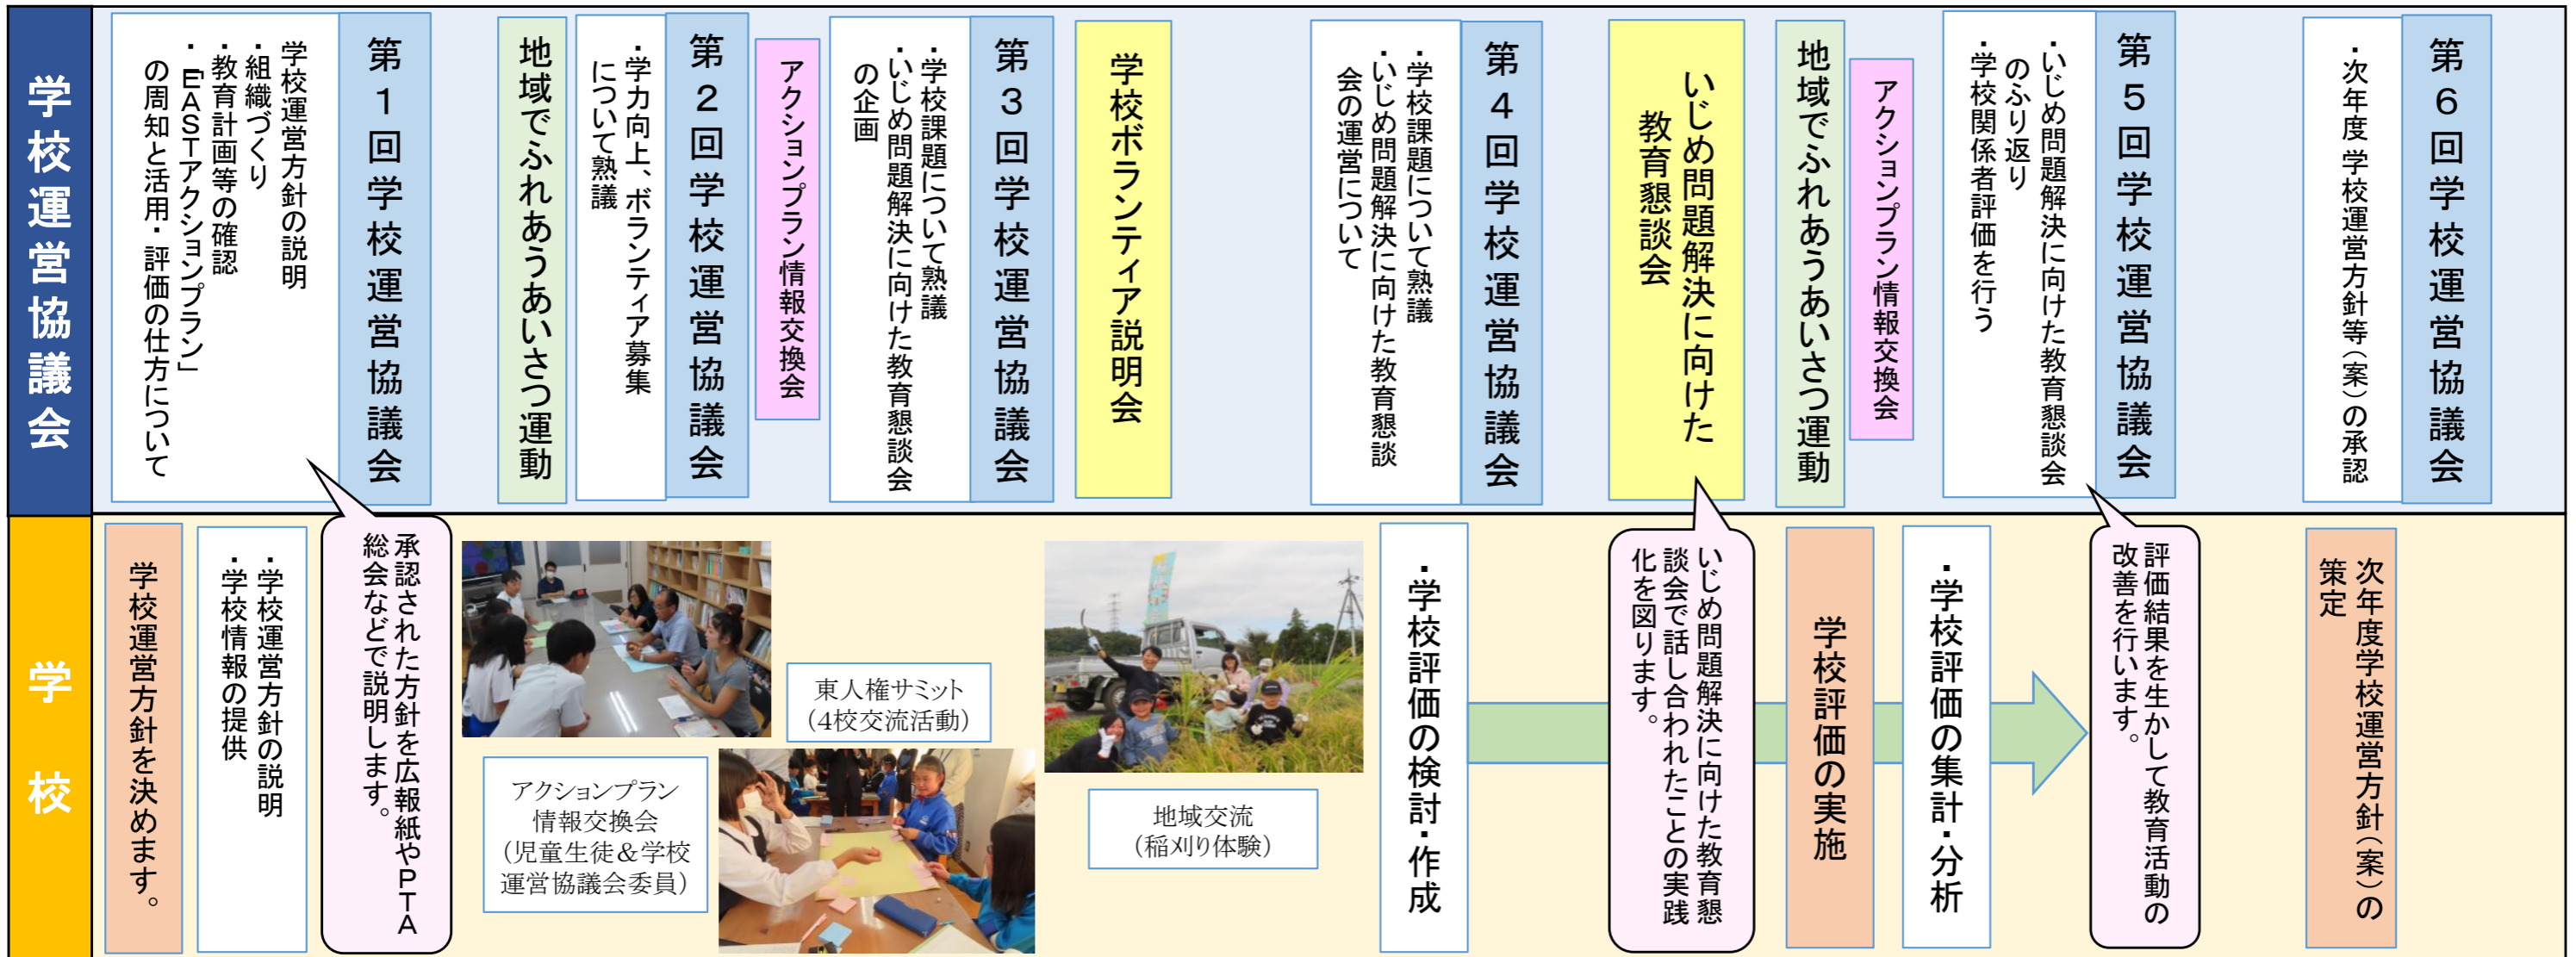 学校運営協議会
第１回学校運営協議会
学校運営方針の説明
・組織づくり
・教育計画等の確認
・「EASTアクションプラン」
の周知と活用・評価の仕方について
地域でふれあうあいさつ運動
第２回学校運営協議会
・学力向上、ボランティア募集
について熟議
アクションプラン情報交換会
第３回学校運営協議会
・学校課題について熟議
・いじめ問題解決に向けた教育懇談会
の企画
学校ボランティア説明会
第４回学校運営協議会
・学校課題について熟議
・いじめ問題解決に向けた教育懇談
会の運営について
いじめ問題解決に向けた
教育懇談会
地域でふれあうあいさつ運動
アクションプラン情報交換会
第５回学校運営協議会
・いじめ問題解決に向けた教育懇談会
のふり返り
・学校関係者評価を行う
第６回学校運営協議会
・次年度 学校運営方針等（案）の承認
学校
学校運営方針を決めます。
・学校運営方針の説明
・学校情報の提供
承認された方針を広報紙やＰＴＡ
総会などで説明します。
東人権サミット
（4校交流活動）
アクションプラン
情報交換会
（児童生徒＆学校
運営協議会委員）
地域交流
（稲刈り体験）
・学校評価の検討・作成
いじめ問題解決に向けた教育懇
談会で話し合われたことの実践
化を図ります。
学校評価の実施
・学校評価の集計・分析
評価結果を生かして教育活動の
改善を行います。
次年度学校運営方針（案）の
策定